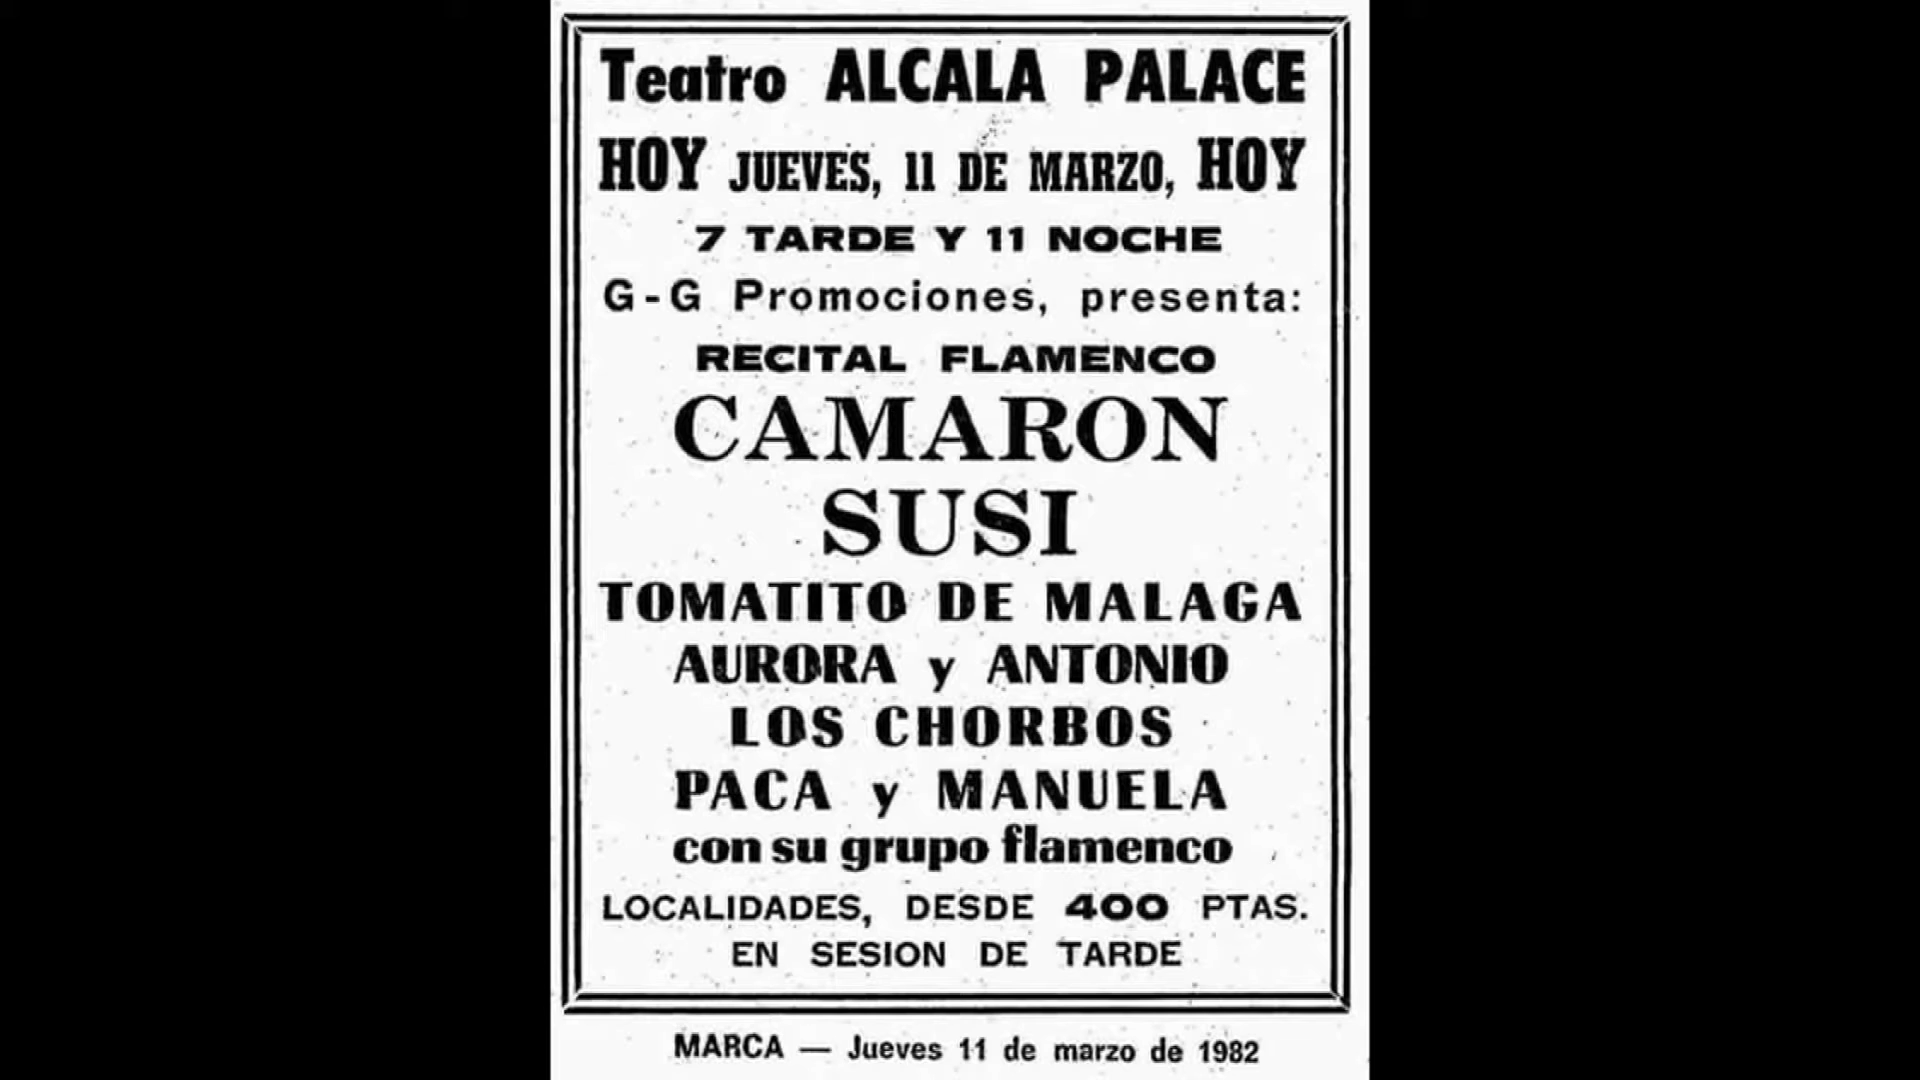 Teatro ALCALA PALACE
HOY JUEVES, 11 DE MARZO, HOY
7 TARDE Y 11 NOCHE
G-G Promociones, presenta:
RECITAL FLAMENCO
CAMARON
SUSI
TOMATITO DE MALAGA
AURORA y ANTONIO
LOS CHORBOS
PACA y MANUELA
con su grupo flamenco
LOCALIDADES, DESDE 400 PTAS.
EN SESION DE TARDE
MARCA — Jueves 11 de marzo de 1982